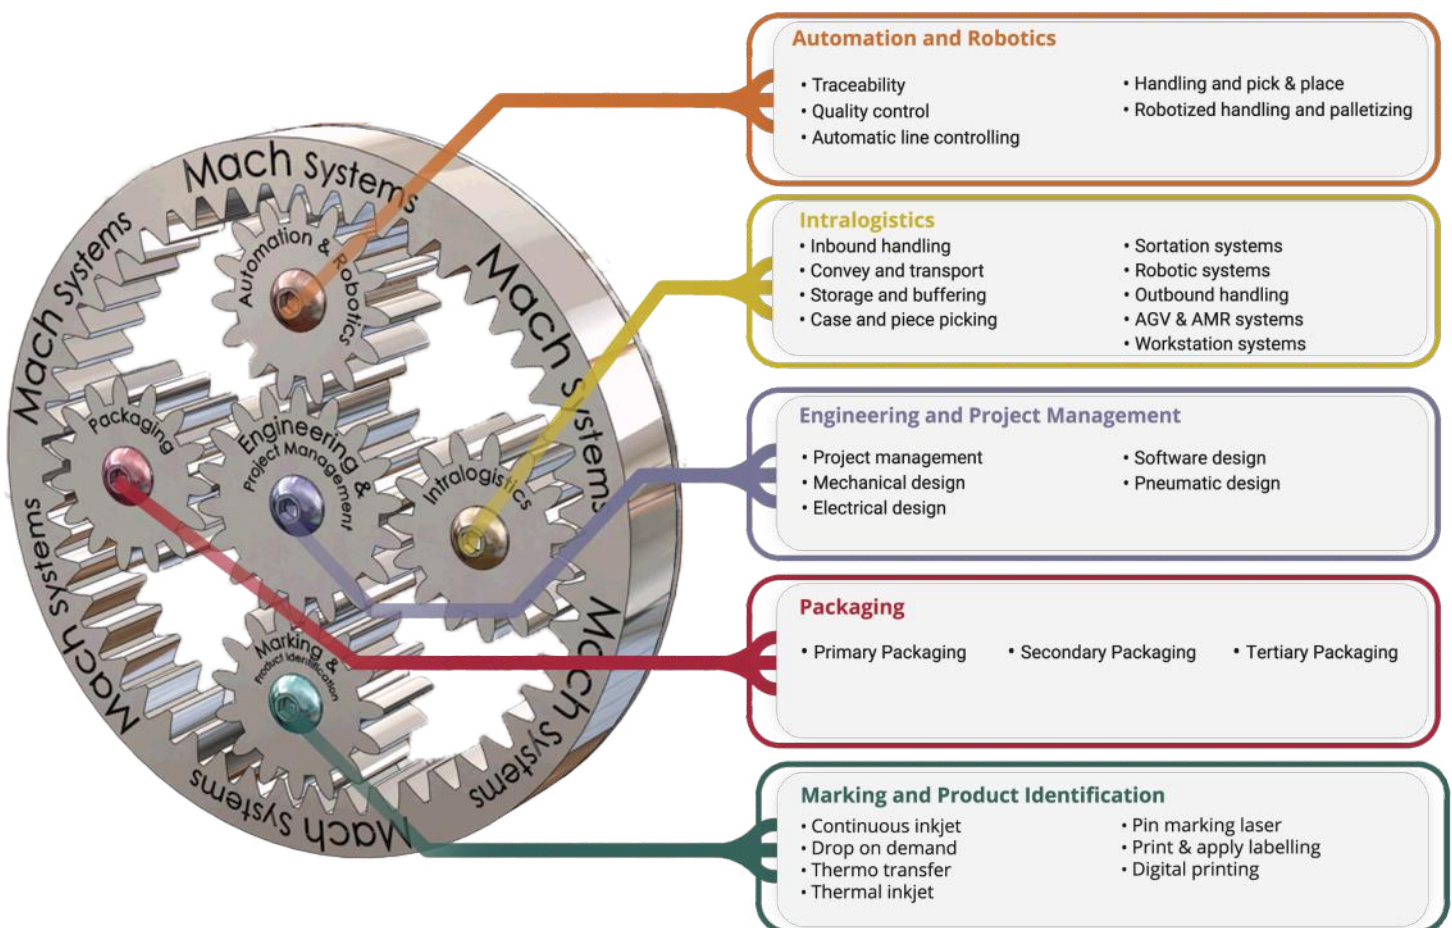 Mach Systems
Mach Systems
Mach Systems
Mach Systems
Mach Systems
Mach Systems
Automation & Robotics
Packaging
Engineering &
Project Management
Intralogistics
Marking &
Product Identification
Automation and Robotics
• Traceability
• Quality control
• Automatic line controlling
• Handling and pick & place
• Robotized handling and palletizing
Intralogistics
• Inbound handling
• Convey and transport
• Storage and buffering
• Case and piece picking
• Sortation systems
• Robotic systems
• Outbound handling
• AGV & AMR systems
• Workstation systems
Engineering and Project Management
• Project management
• Mechanical design
• Electrical design
• Software design
• Pneumatic design
Packaging
• Primary Packaging
• Secondary Packaging
• Tertiary Packaging
Marking and Product Identification
• Continuous inkjet
• Drop on demand
• Thermo transfer
• Thermal inkjet
• Pin marking laser
• Print & apply labelling
• Digital printing